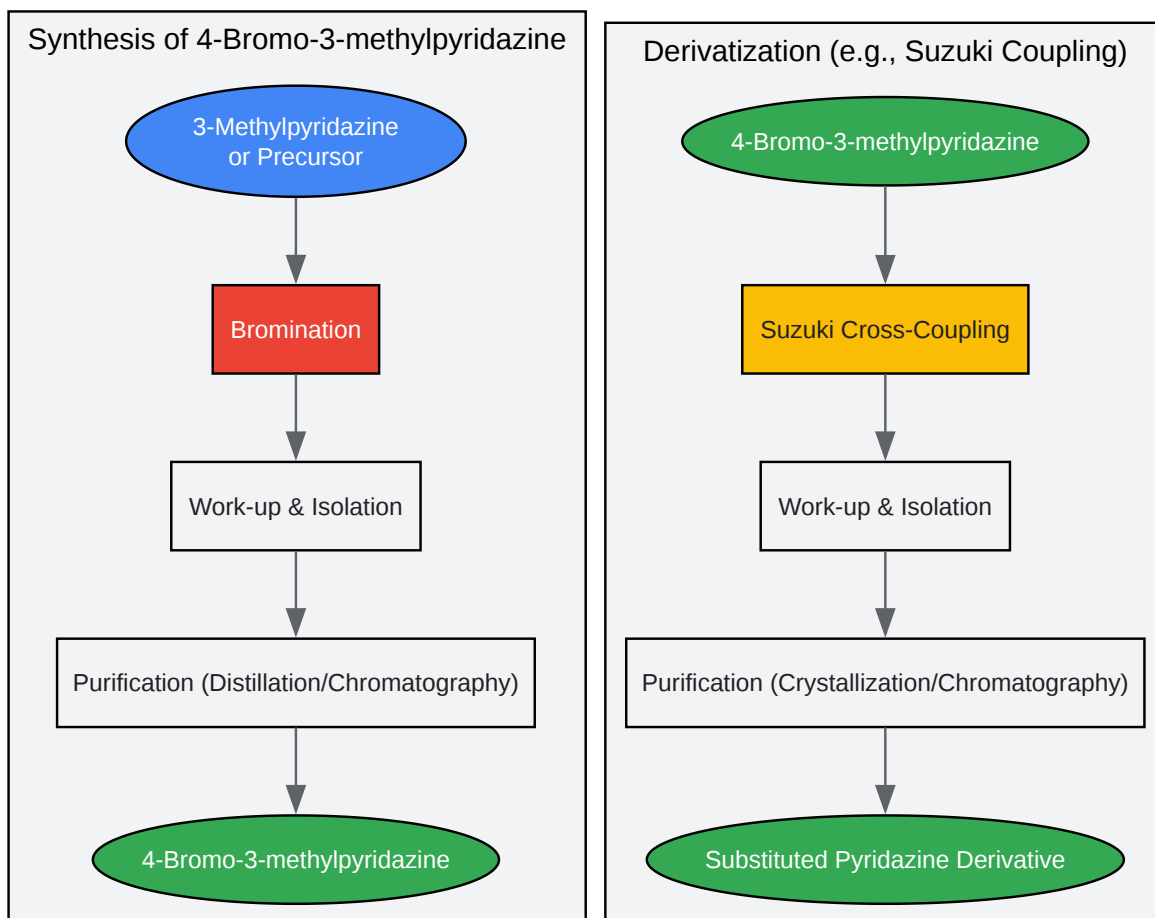 Synthesis of 4-Bromo-3-methylpyridazine
3-Methylpyridazine
or Precursor
Bromination
Work-up & Isolation
Purification (Distillation/Chromatography)
4-Bromo-3-methylpyridazine
Derivatization (e.g., Suzuki Coupling)
4-Bromo-3-methylpyridazine
Suzuki Cross-Coupling
Work-up & Isolation
Purification (Crystallization/Chromatography)
Substituted Pyridazine Derivative